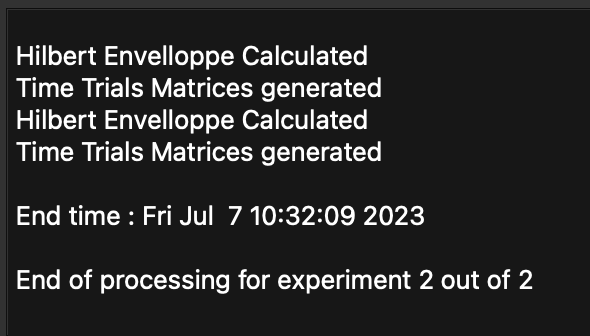 Hilbert Envelloppe Calculated
Time Trials Matrices generated
Hilbert Envelloppe Calculated
Time Trials Matrices generated
End time : Fri Jul  7 10:32:09 2023
End of processing for experiment 2 out of 2